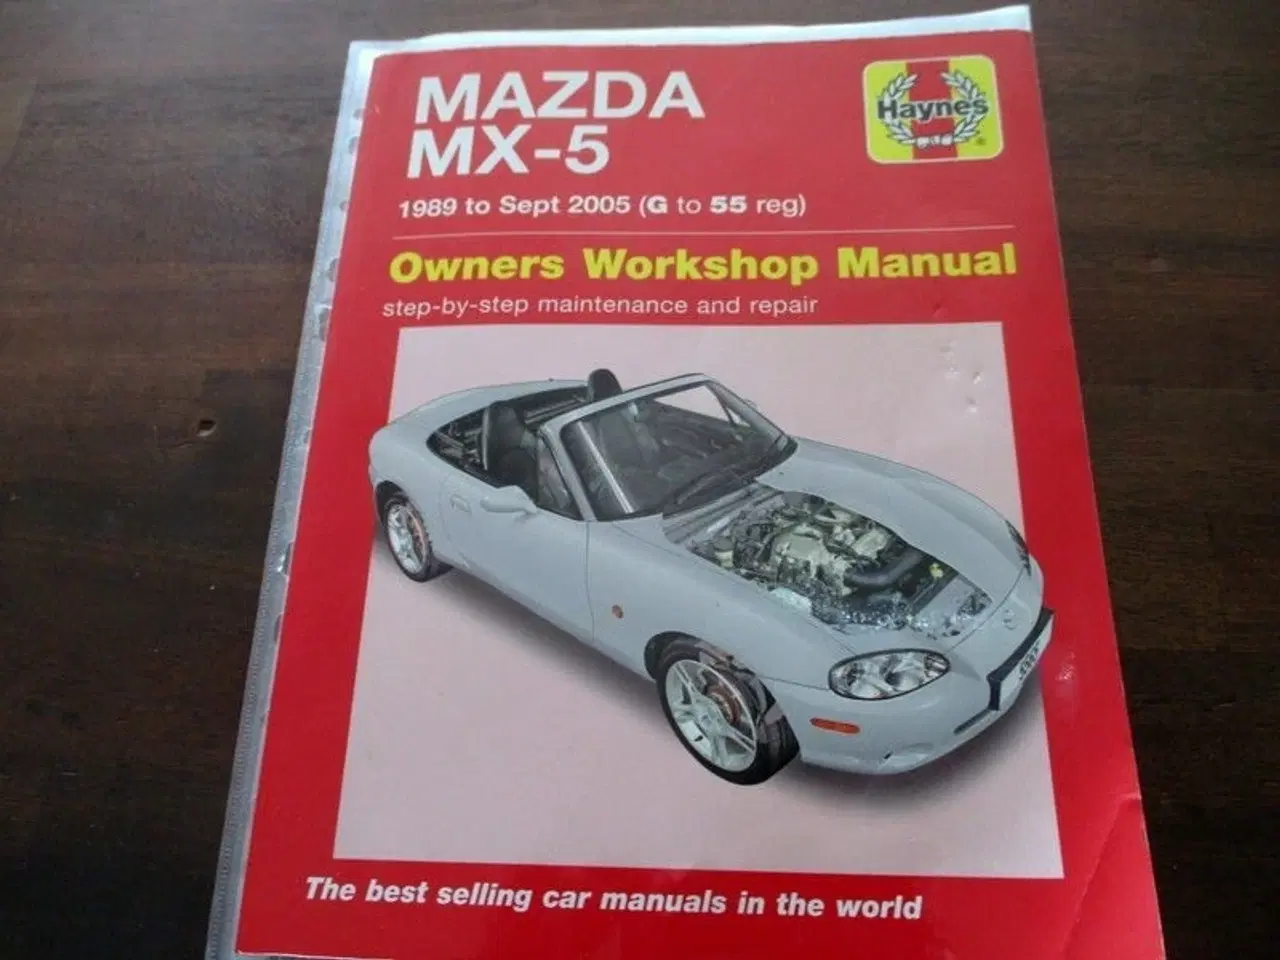 MAZDA
MX-5
Haynes
1989 to Sept 2005 (G to 55 reg)
Owners Workshop Manual
step-by-step maintenance and repair
The best selling car manuals in the world